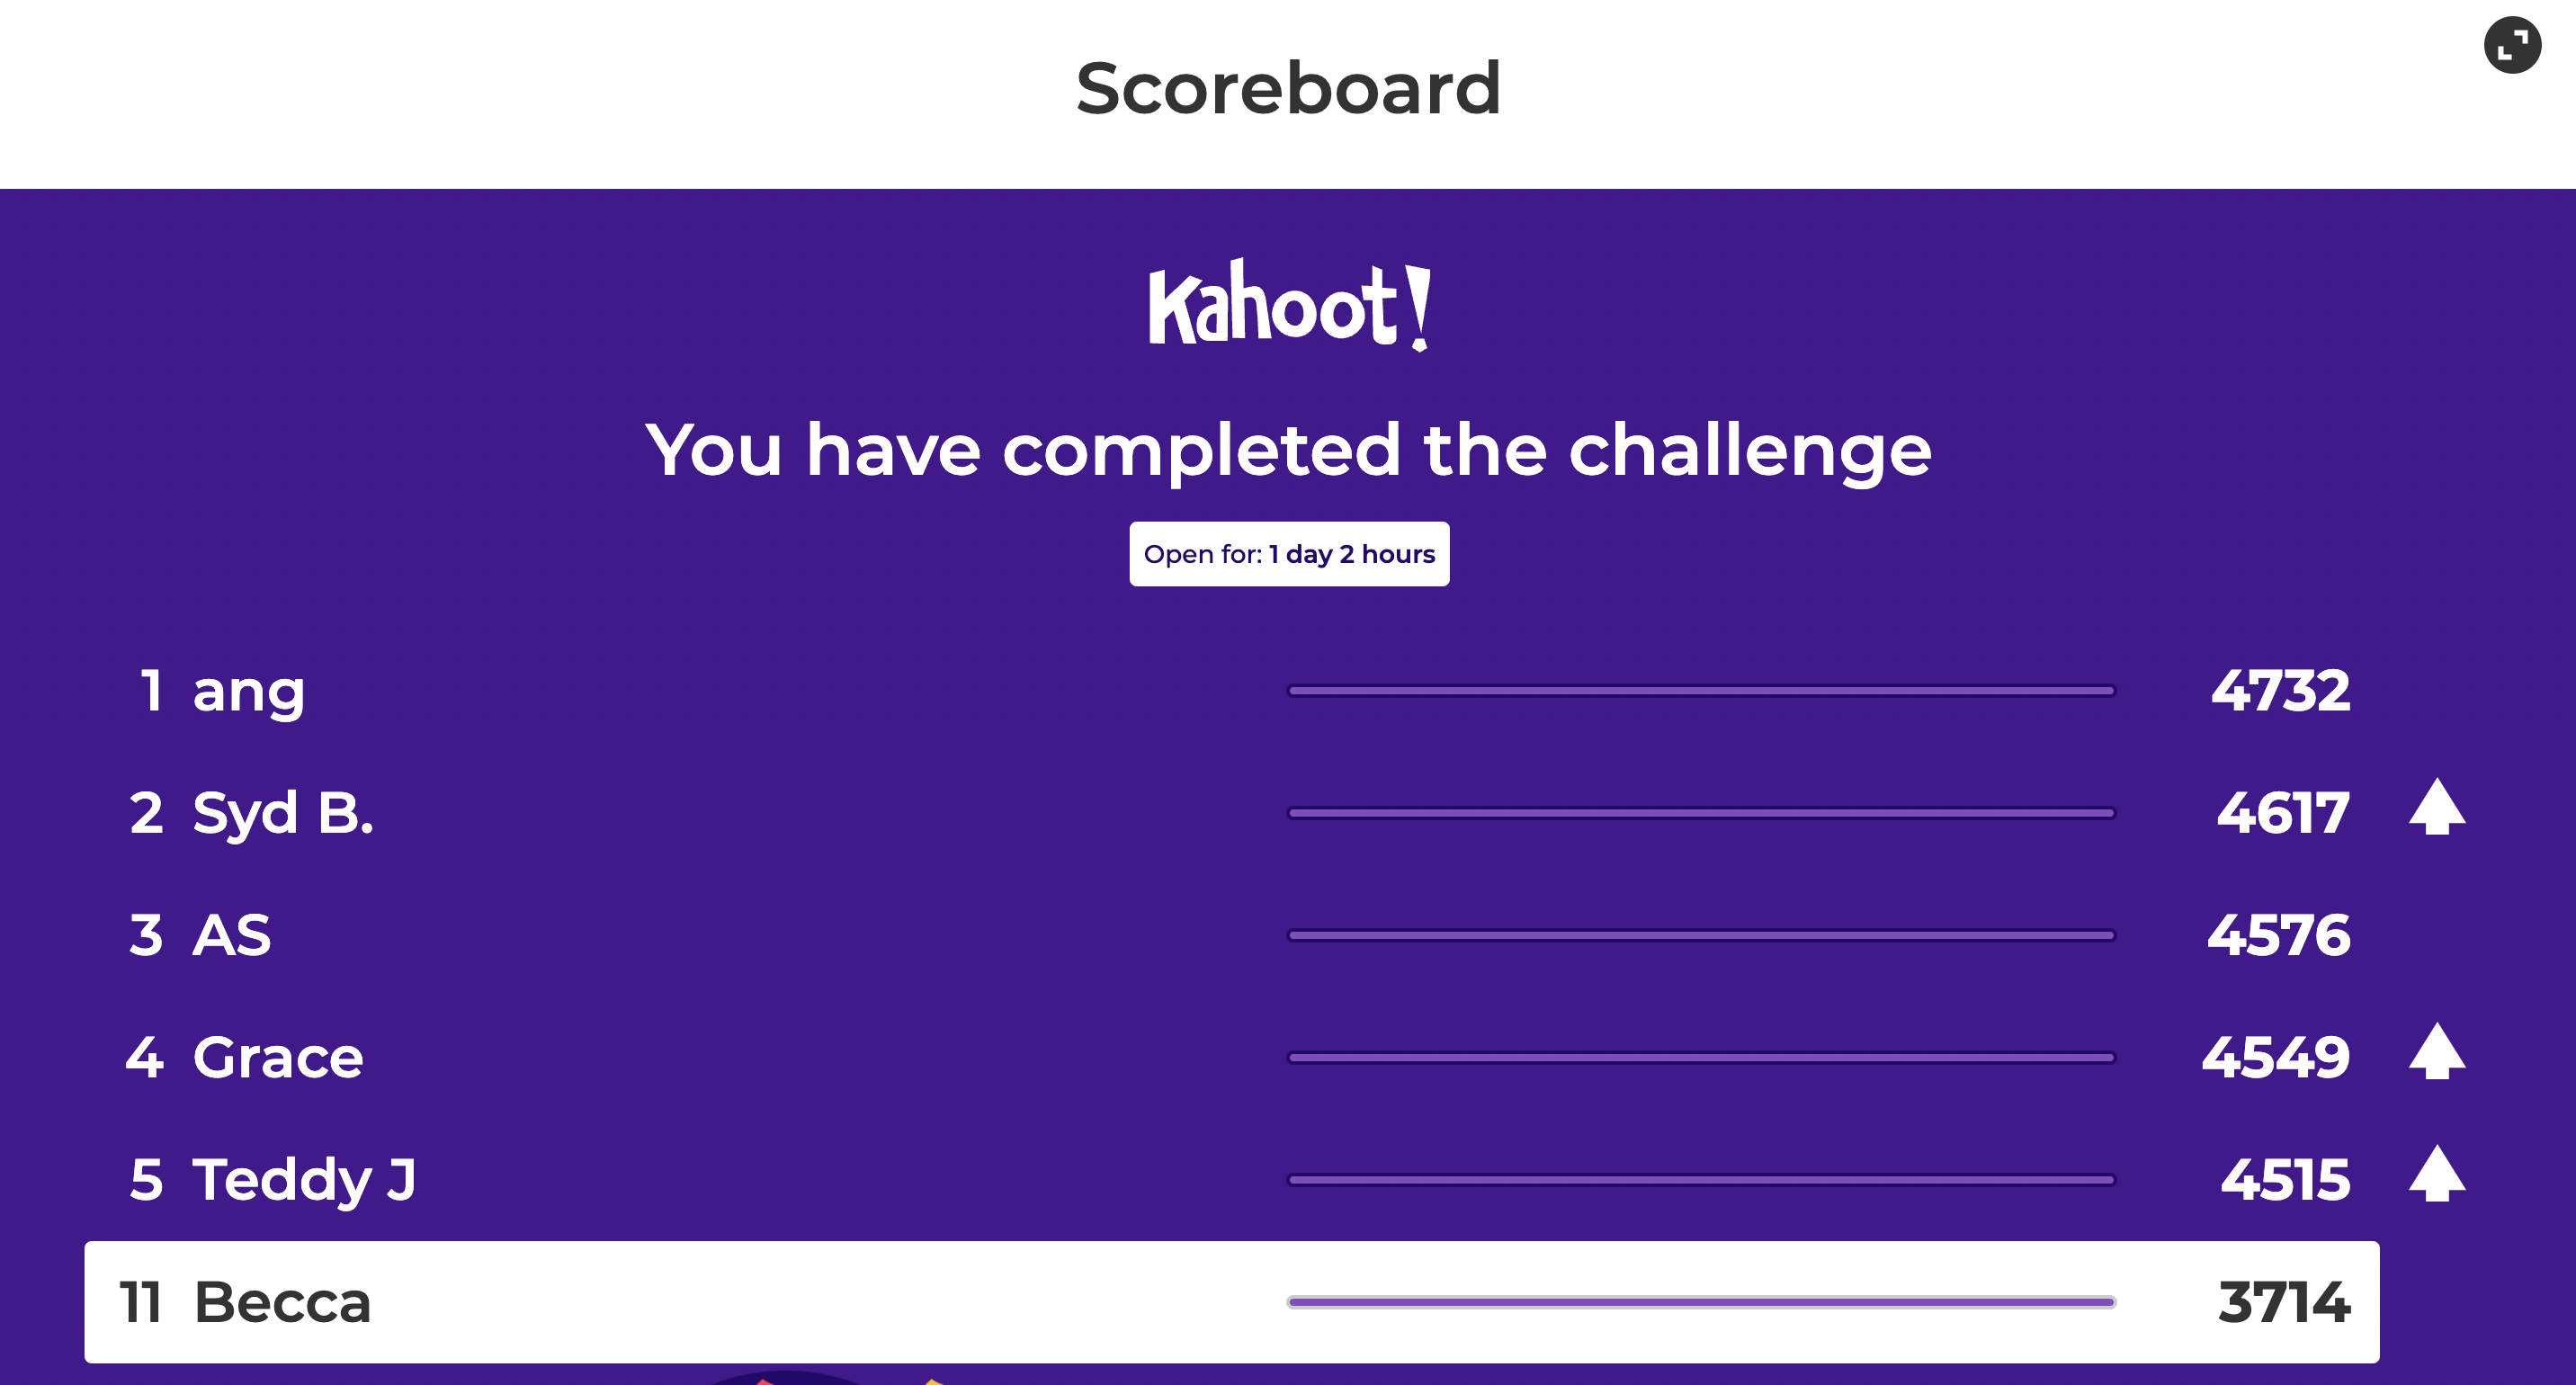 Scoreboard
Kahoot!
You have completed the challenge
Open for: 1 day 2 hours
1 ang 4732
2 Syd B. 4617
3 AS 4576
4 Grace 4549
5 Teddy J 4515
11 Becca 3714